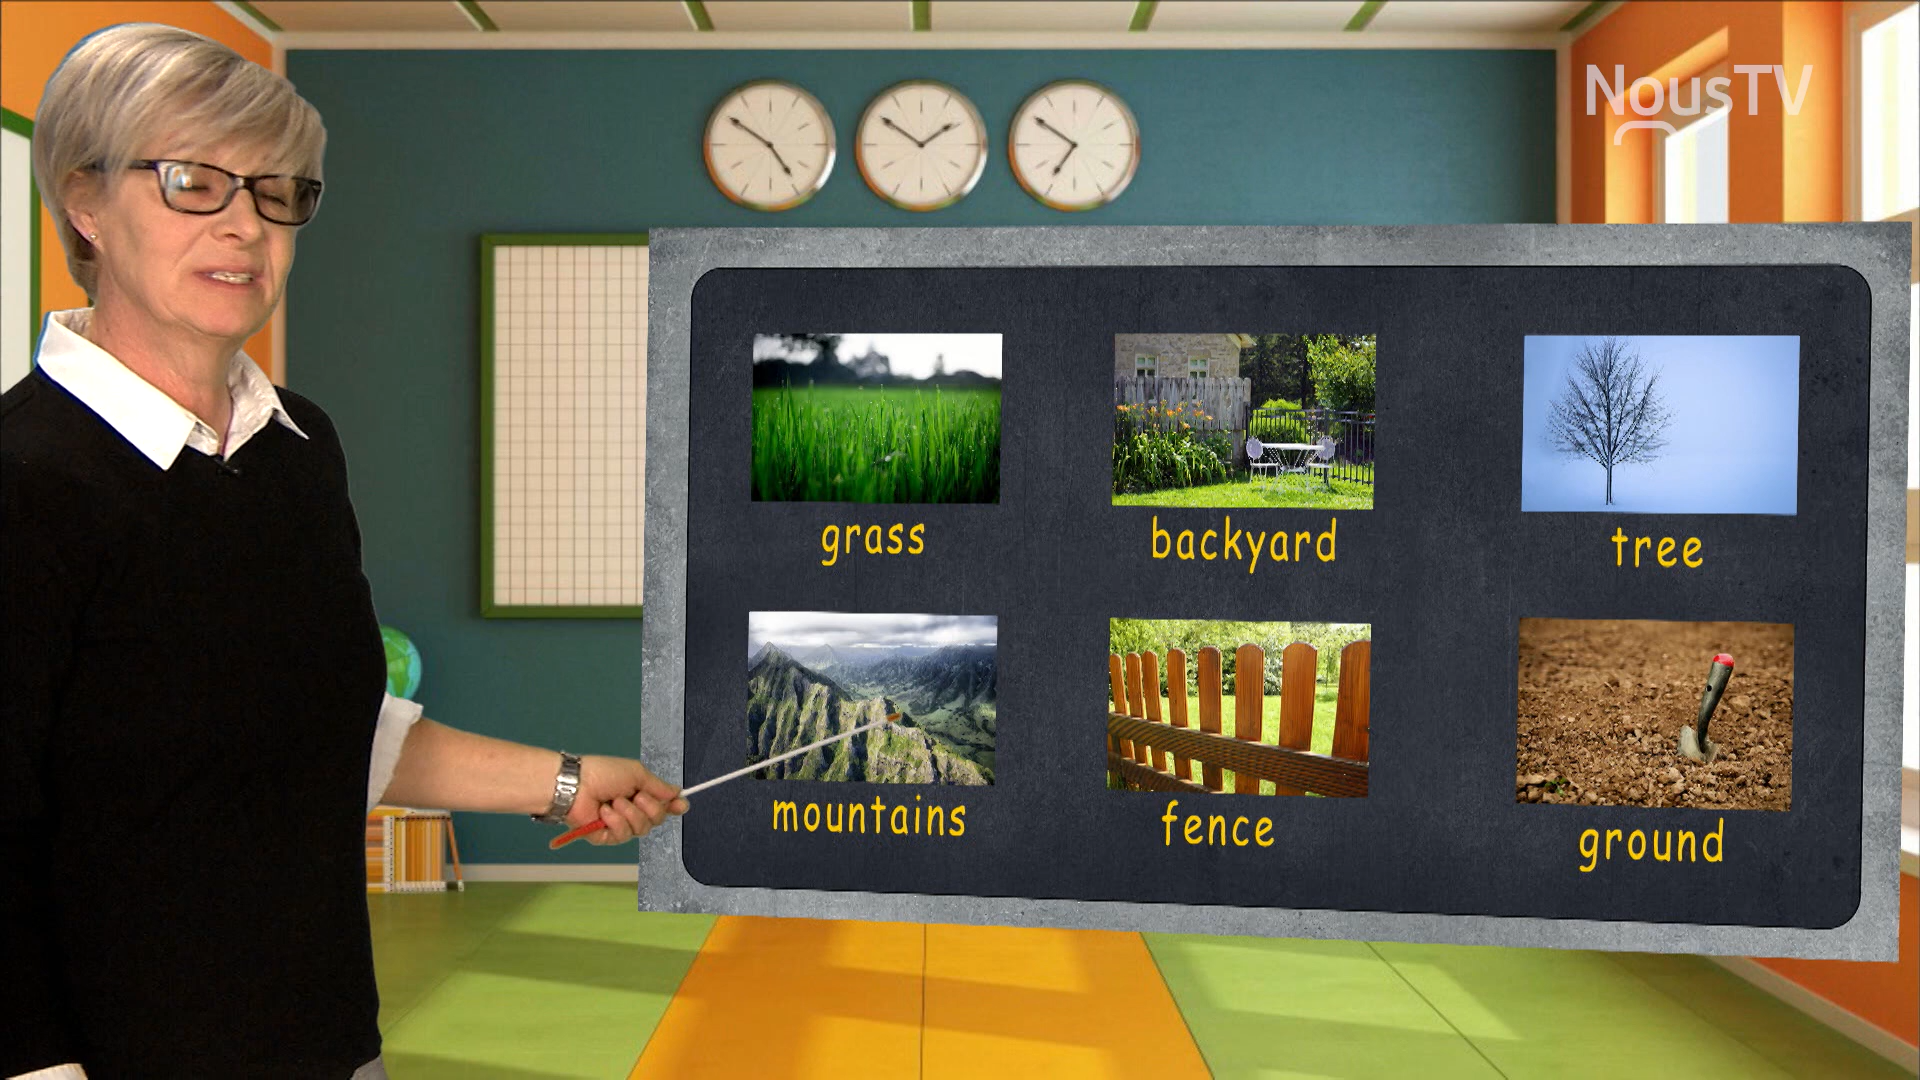 NousTV
grass
backyard
tree
mountains
fence
ground